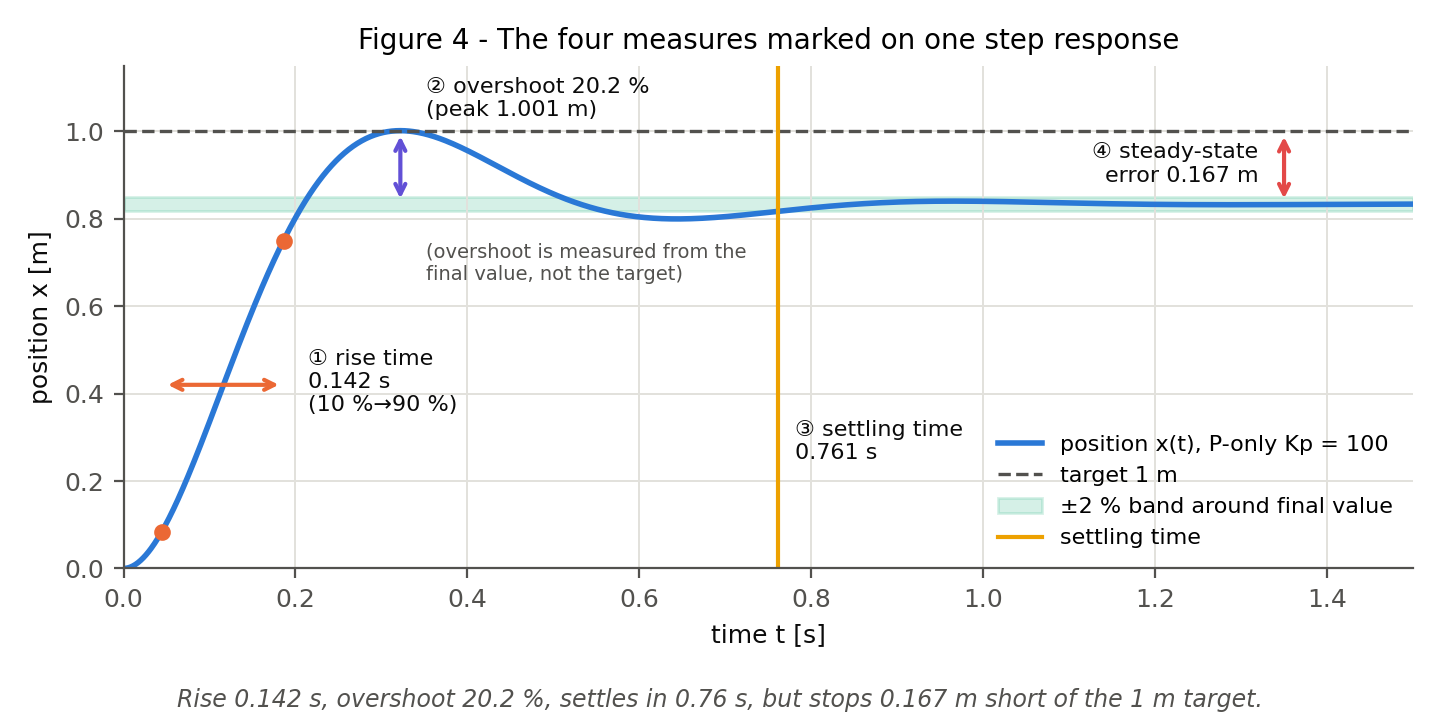 Figure 4 - The four measures marked on one step response
② overshoot 20.2 %
(peak 1.001 m)
④ steady-state
error 0.167 m
(overshoot is measured from the
final value, not the target)
① rise time
0.142 s
(10 %→90 %)
③ settling time
0.761 s
position x(t), P-only Kp = 100
target 1 m
±2 % band around final value
settling time
position x [m]
1.0
0.8
0.6
0.4
0.2
0.0
0.0 0.2 0.4 0.6 0.8 1.0 1.2 1.4
time t [s]
Rise 0.142 s, overshoot 20.2 %, settles in 0.76 s, but stops 0.167 m short of the 1 m target.